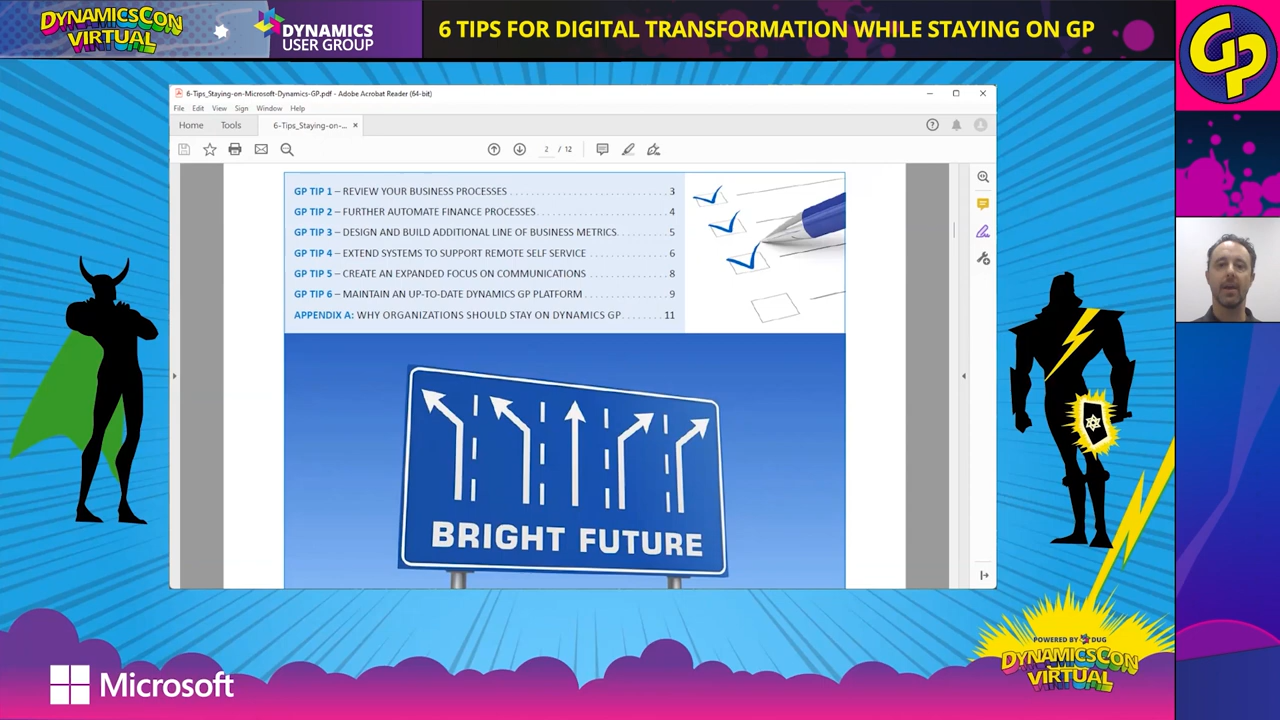 DYNAMICSCON
VIRTUAL
DYNAMICS
USER GROUP
6 TIPS FOR DIGITAL TRANSFORMATION WHILE STAYING ON GP
GP
6-Tips_Staying-on-Microsoft-Dynamics-GP.pdf - Adobe Acrobat Reader (64-bit)
File Edit View Sign Window Help
Home Tools 6-Tips_Staying-on-... ×
2 / 12
GP TIP 1 – REVIEW YOUR BUSINESS PROCESSES . . . . . . . . . . . . . . . . . . . . . . . . . . . . . . . . 3
GP TIP 2 – FURTHER AUTOMATE FINANCE PROCESSES . . . . . . . . . . . . . . . . . . . . . . . . . . 4
GP TIP 3 – DESIGN AND BUILD ADDITIONAL LINE OF BUSINESS METRICS. . . . . . . . . . . 5
GP TIP 4 – EXTEND SYSTEMS TO SUPPORT REMOTE SELF SERVICE . . . . . . . . . . . . . . . . . 6
GP TIP 5 – CREATE AN EXPANDED FOCUS ON COMMUNICATIONS . . . . . . . . . . . . . . . . . 8
GP TIP 6 – MAINTAIN AN UP-TO-DATE DYNAMICS GP PLATFORM . . . . . . . . . . . . . . . . . . 9
APPENDIX A: WHY ORGANIZATIONS SHOULD STAY ON DYNAMICS GP. . . . . . . . 11
BRIGHT FUTURE
Microsoft
POWERED BY DUG
DYNAMICSCON
VIRTUAL